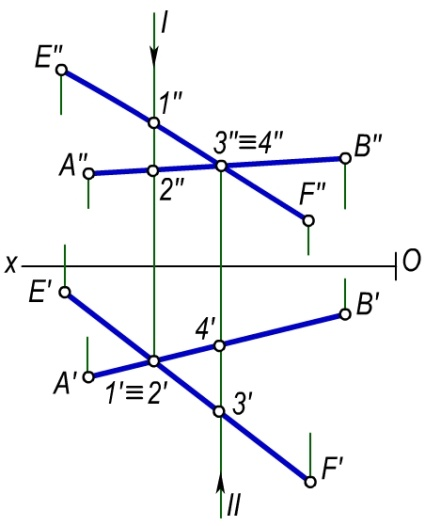 I
E"
1"
3"≡4"
B"
A"
2"
F"
x
O
E'
B'
4'
A'
1'≡2'
3'
F'
II